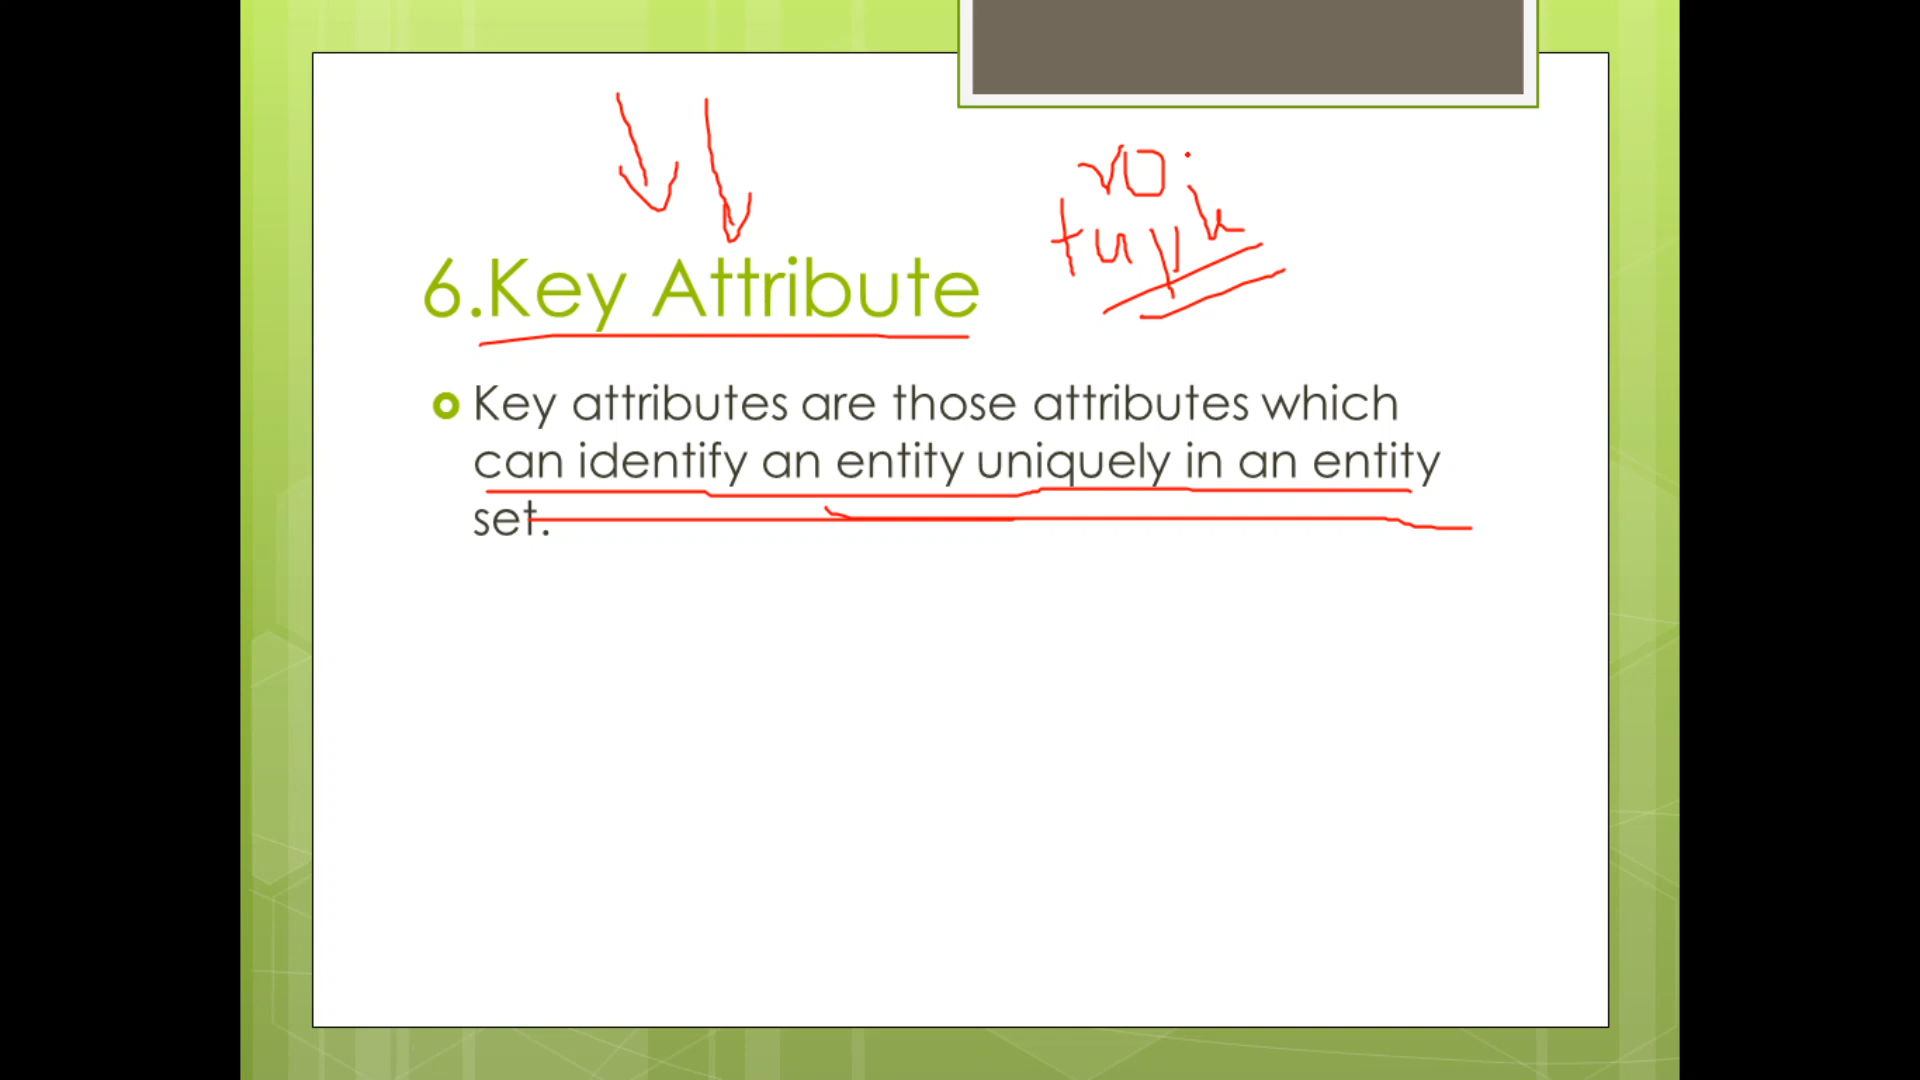 6.Key Attribute
Key attributes are those attributes which
can identify an entity uniquely in an entity
set.